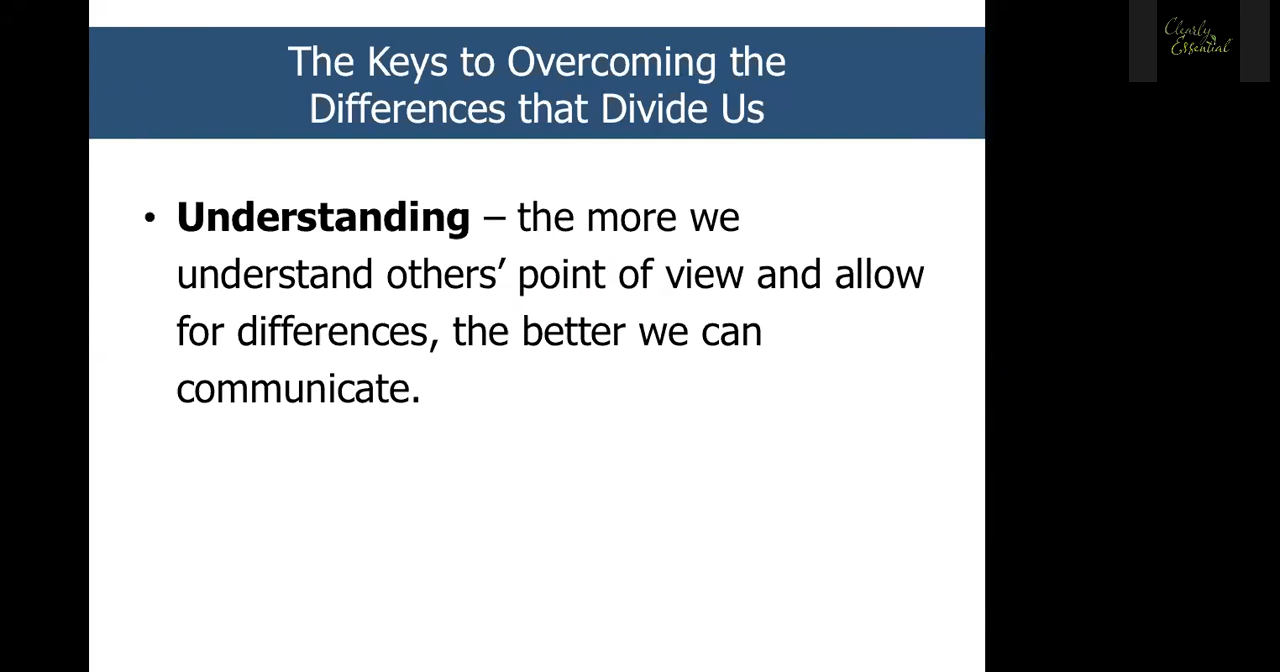 The Keys to Overcoming the
Differences that Divide Us
Clearly
Essential
• Understanding – the more we
understand others’ point of view and allow
for differences, the better we can
communicate.